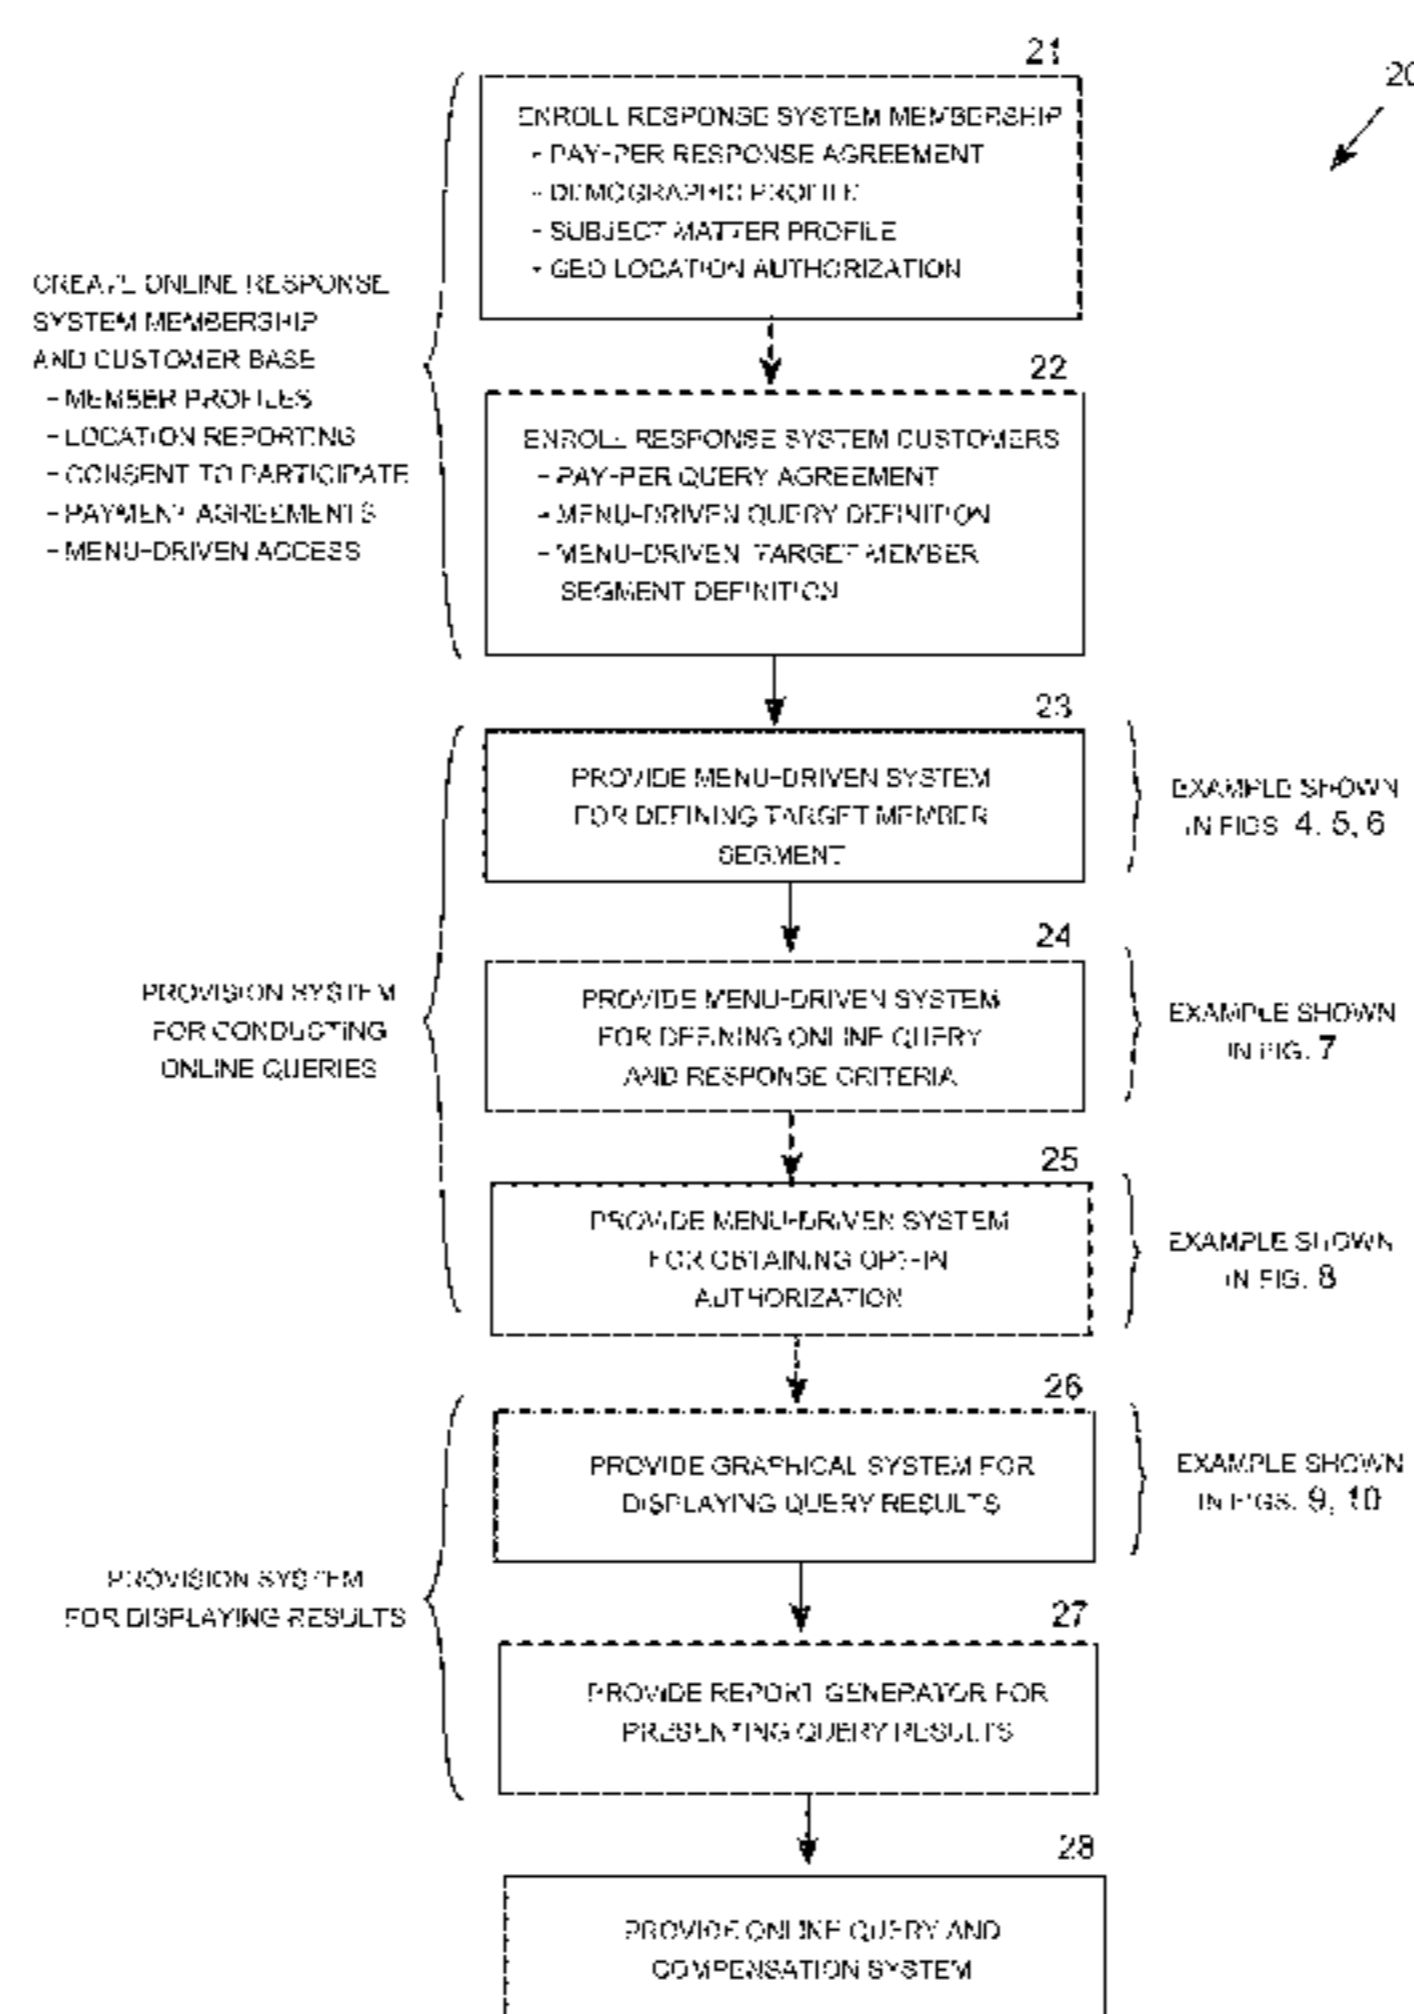 21
20
ENROLL RESPONSE SYSTEM MEMBERSHIP
- PAY-PER RESPONSE AGREEMENT
- DEMOGRAPHIC PROFILE
- SUBJECT MATTER PROFILE
- GEO LOCATION AUTHORIZATION
CREATE ONLINE RESPONSE
SYSTEM MEMBERSHIP
AND CUSTOMER BASE
- MEMBER PROFILES
- LOCATION REPORTING
- CONSENT TO PARTICIPATE
- PAYMENT AGREEMENTS
- MENU-DRIVEN ACCESS
22
ENROLL RESPONSE SYSTEM CUSTOMERS
- PAY-PER QUERY AGREEMENT
- MENU-DRIVEN QUERY DEFINITION
- MENU-DRIVEN TARGET MEMBER
SEGMENT DEFINITION
23
PROVIDE MENU-DRIVEN SYSTEM
FOR DEFINING TARGET MEMBER
SEGMENT
EXAMPLE SHOWN
IN FIGS. 4, 5, 6
PROVISION SYSTEM
FOR CONDUCTING
ONLINE QUERIES
24
PROVIDE MENU-DRIVEN SYSTEM
FOR DEFINING ONLINE QUERY
AND RESPONSE CRITERIA
EXAMPLE SHOWN
IN FIG. 7
25
PROVIDE MENU-DRIVEN SYSTEM
FOR OBTAINING OPT-IN
AUTHORIZATION
EXAMPLE SHOWN
IN FIG. 8
26
PROVIDE GRAPHICAL SYSTEM FOR
DISPLAYING QUERY RESULTS
EXAMPLE SHOWN
IN FIGS. 9, 10
PROVISION SYSTEM
FOR DISPLAYING RESULTS
27
PROVIDE REPORT GENERATOR FOR
PRESENTING QUERY RESULTS
28
PROVIDE ONLINE QUERY AND
COMPENSATION SYSTEM